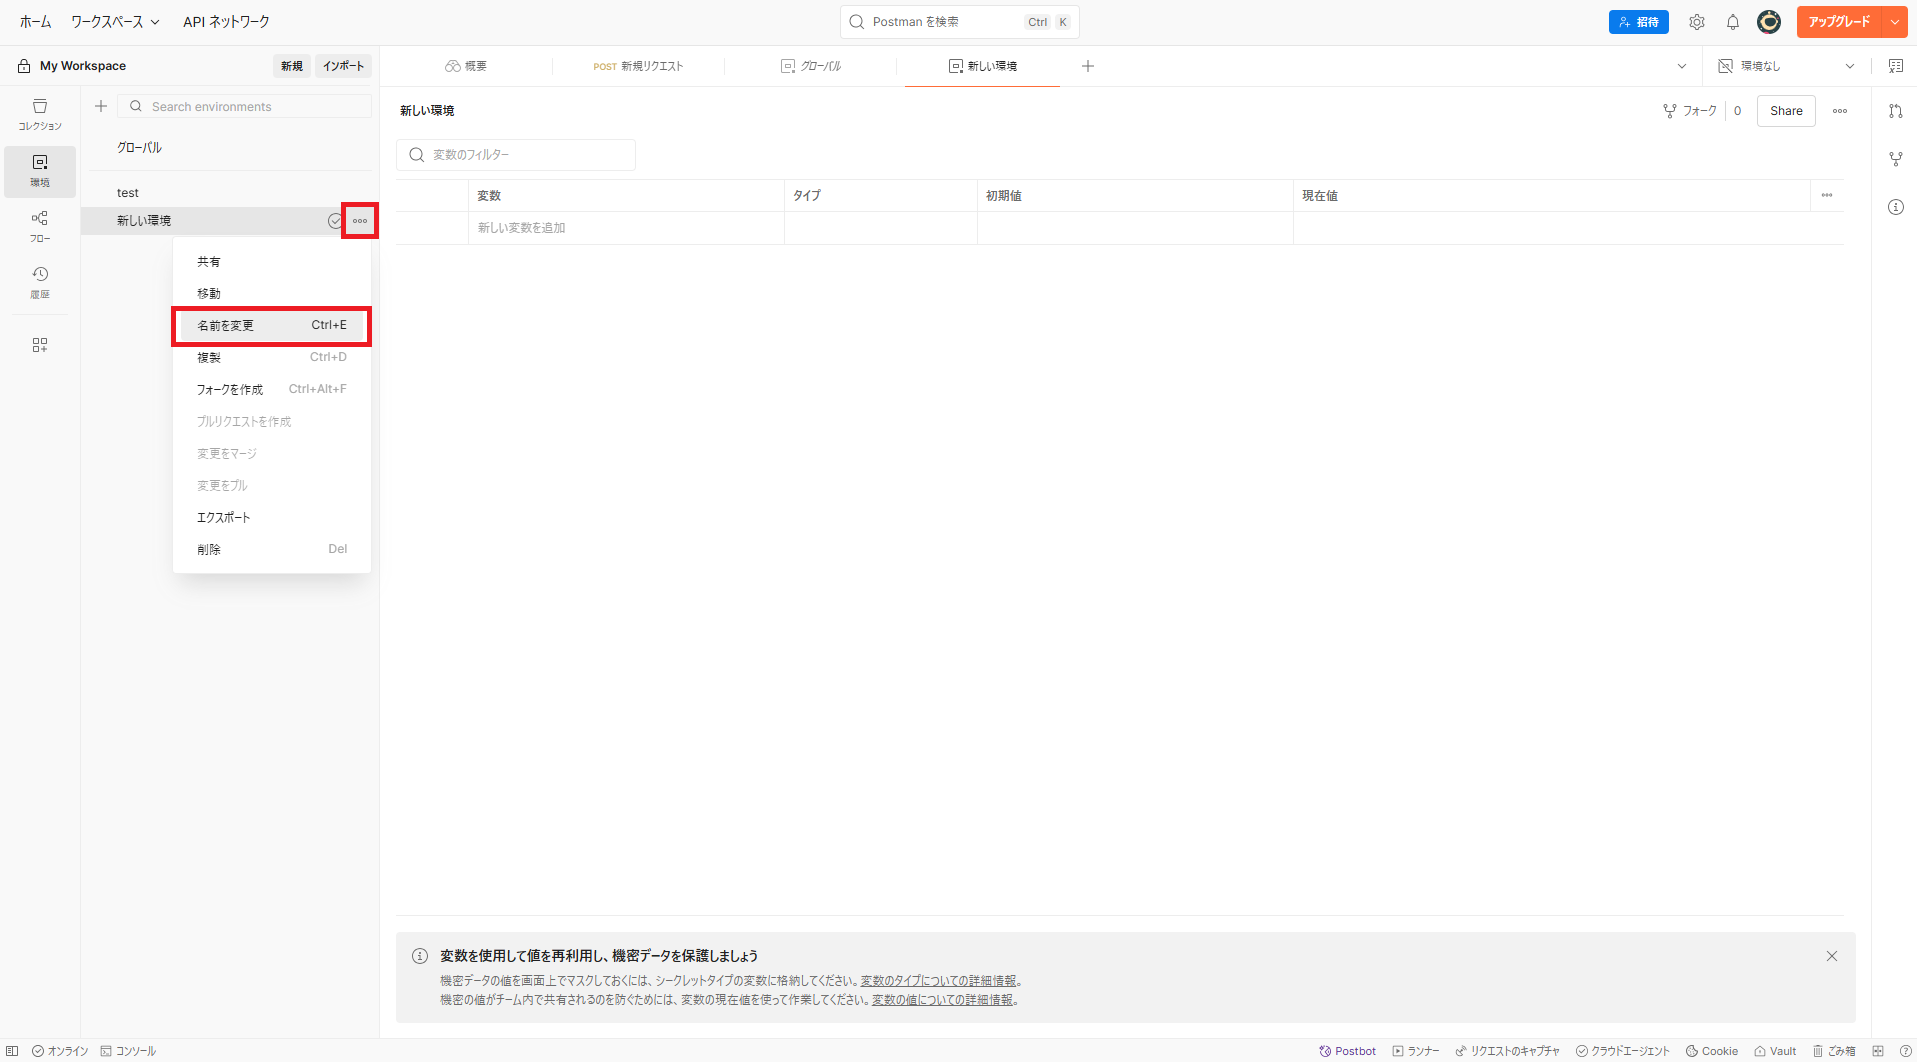 ホーム ワークスペース API ネットワーク Postman を検索 Ctrl K 招待 アップグレード
My Workspace 新規 インポート 概要 POST 新規リクエスト グローバル 新しい環境 環境なし
コレクション
環境
フロー
履歴
Search environments
グローバル
test
新しい環境
共有
移動
名前を変更 Ctrl+E
複製 Ctrl+D
フォークを作成 Ctrl+Alt+F
プルリクエストを作成
変更をマージ
変更をプル
エクスポート
削除 Del
新しい環境 フォーク 0 Share
変数のフィルター
変数 タイプ 初期値 現在値
新しい変数を追加
変数を使用して値を再利用し、機密データを保護しましょう
機密データの値を画面上でマスクしておくには、シークレットタイプの変数に格納してください。変数のタイプについての詳細情報。
機密の値がチーム内で共有されるのを防ぐためには、変数の現在値を使って作業してください。変数の値についての詳細情報。
オンライン コンソール Postbot ランナー リクエストのキャプチャ クラウドエージェント Cookie Vault ごみ箱